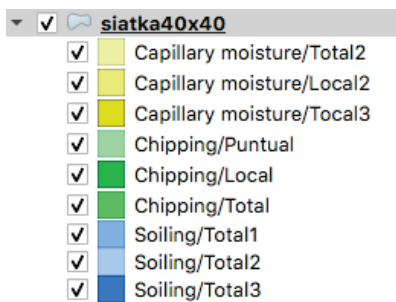 siatka40x40
Capillary moisture/Total2
Capillary moisture/Local2
Capillary moisture/Tocal3
Chipping/Puntual
Chipping/Local
Chipping/Total
Soiling/Total1
Soiling/Total2
Soiling/Total3